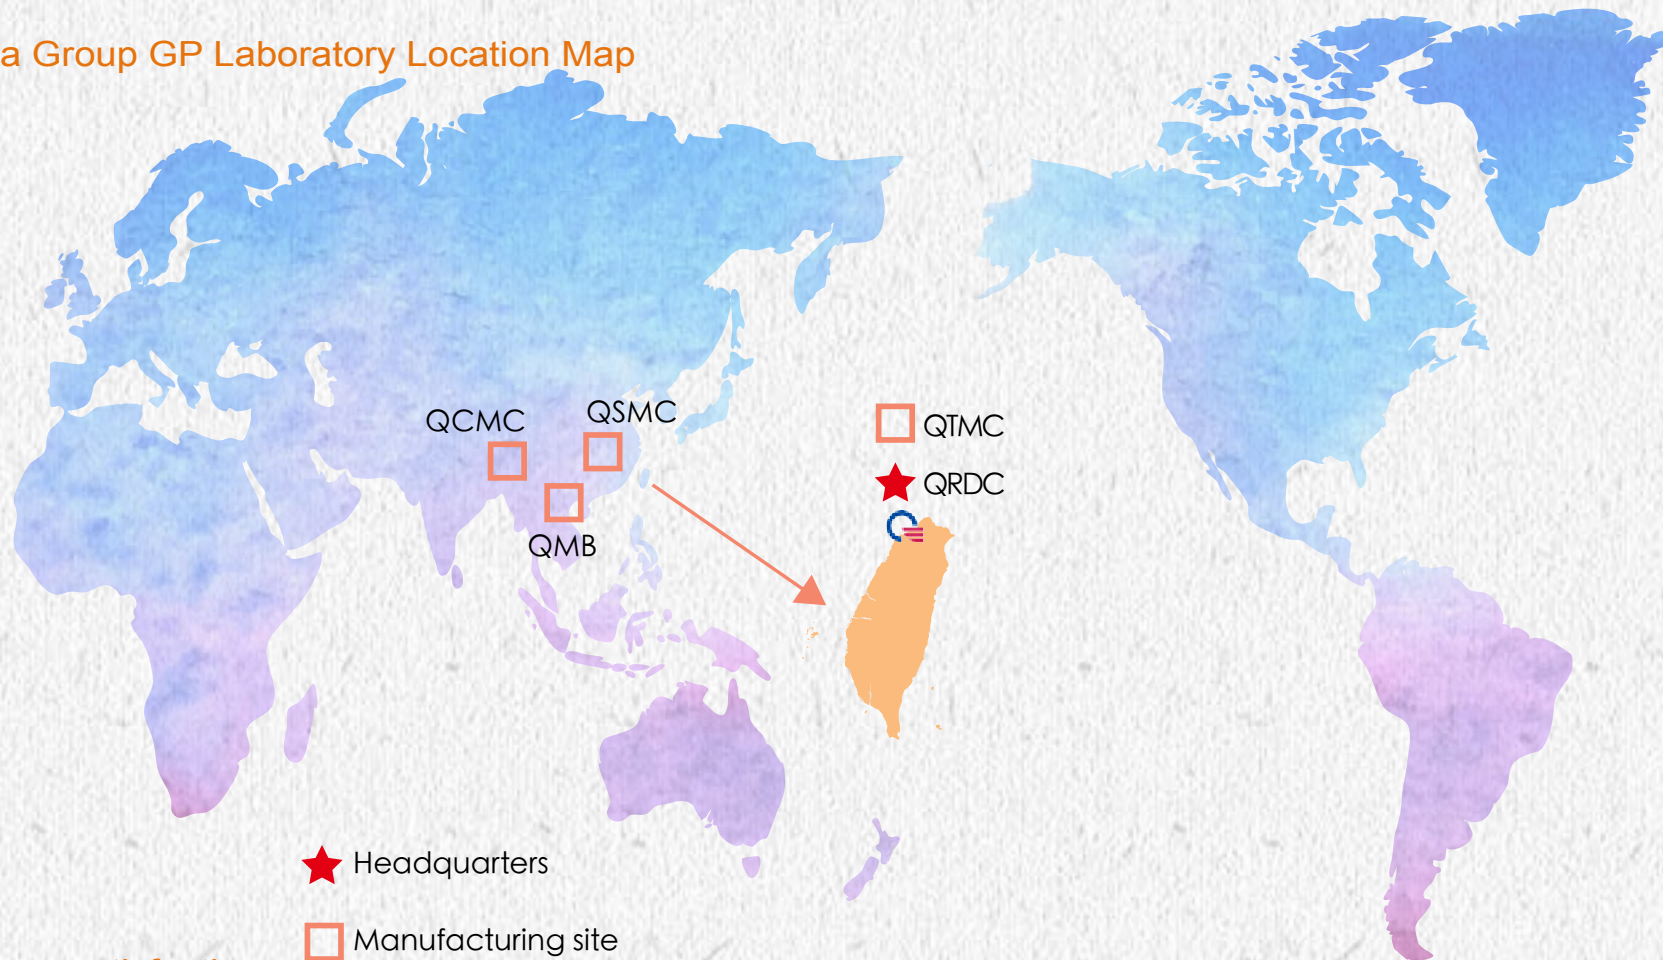 a Group GP Laboratory Location Map
QCMC
QSMC
QMB
QTMC
QRDC
Headquarters
Manufacturing site